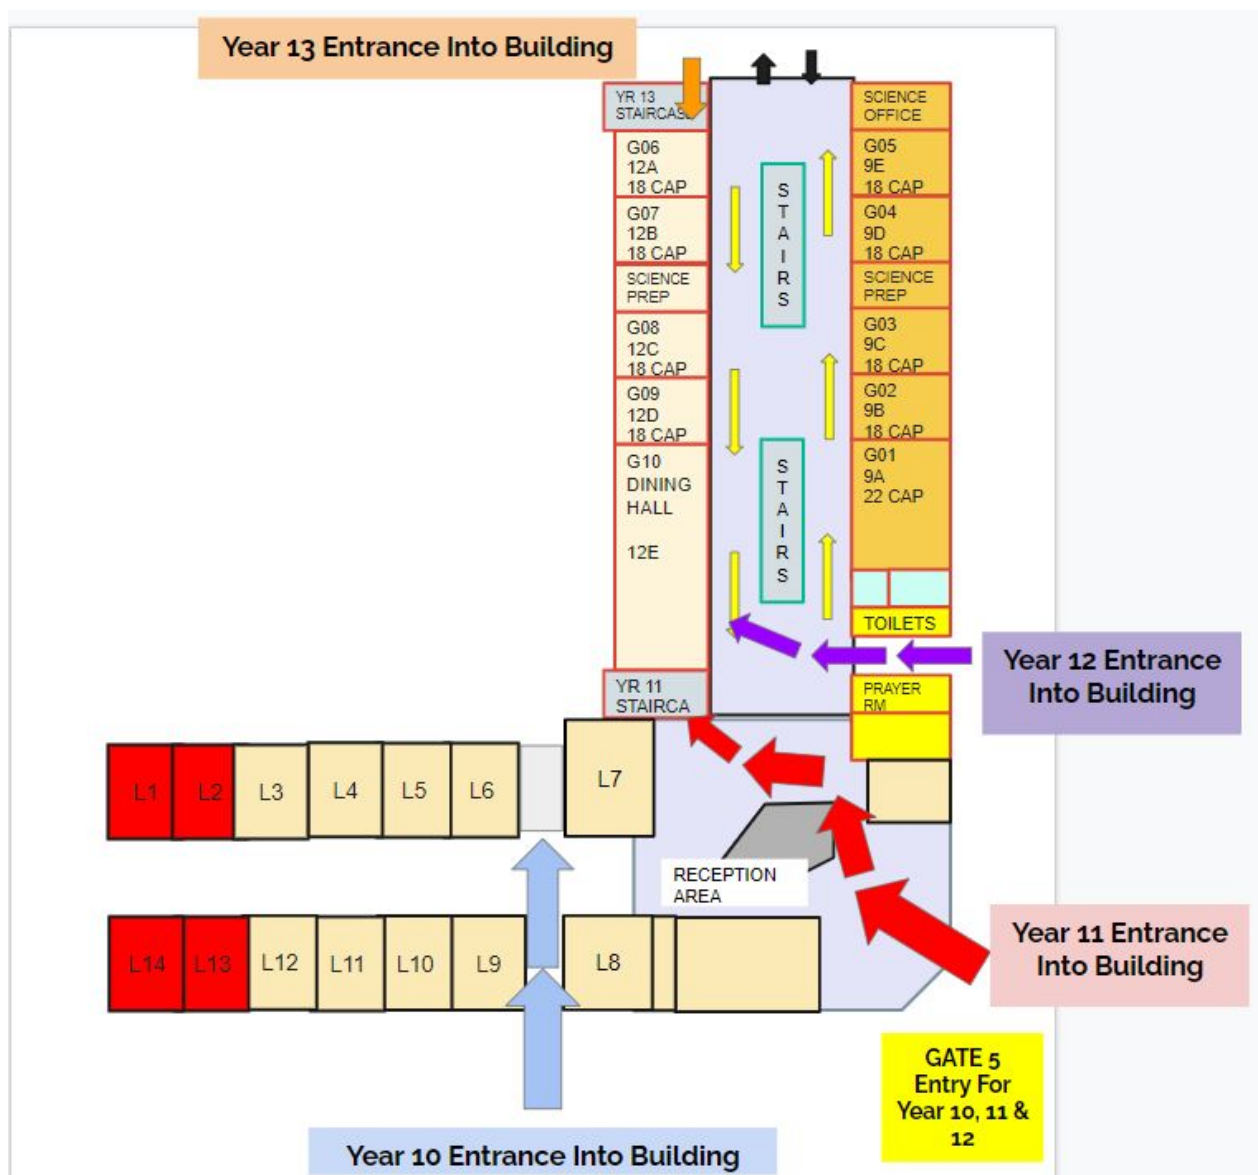 Year 13 Entrance Into Building
YR 13
STAIRCASE
G06
12A
18 CAP
G07
12B
18 CAP
SCIENCE
PREP
G08
12C
18 CAP
G09
12D
18 CAP
G10
DINING
HALL
12E
YR 11
STAIRCA
S
T
A
I
R
S
S
T
A
I
R
S
SCIENCE
OFFICE
G05
9E
18 CAP
G04
9D
18 CAP
SCIENCE
PREP
G03
9C
18 CAP
G02
9B
18 CAP
G01
9A
22 CAP
TOILETS
PRAYER
RM
Year 12 Entrance
Into Building
L1
L2
L3
L4
L5
L6
L7
RECEPTION
AREA
L14
L13
L12
L11
L10
L9
L8
Year 11 Entrance
Into Building
GATE 5
Entry For
Year 10, 11 &
12
Year 10 Entrance Into Building